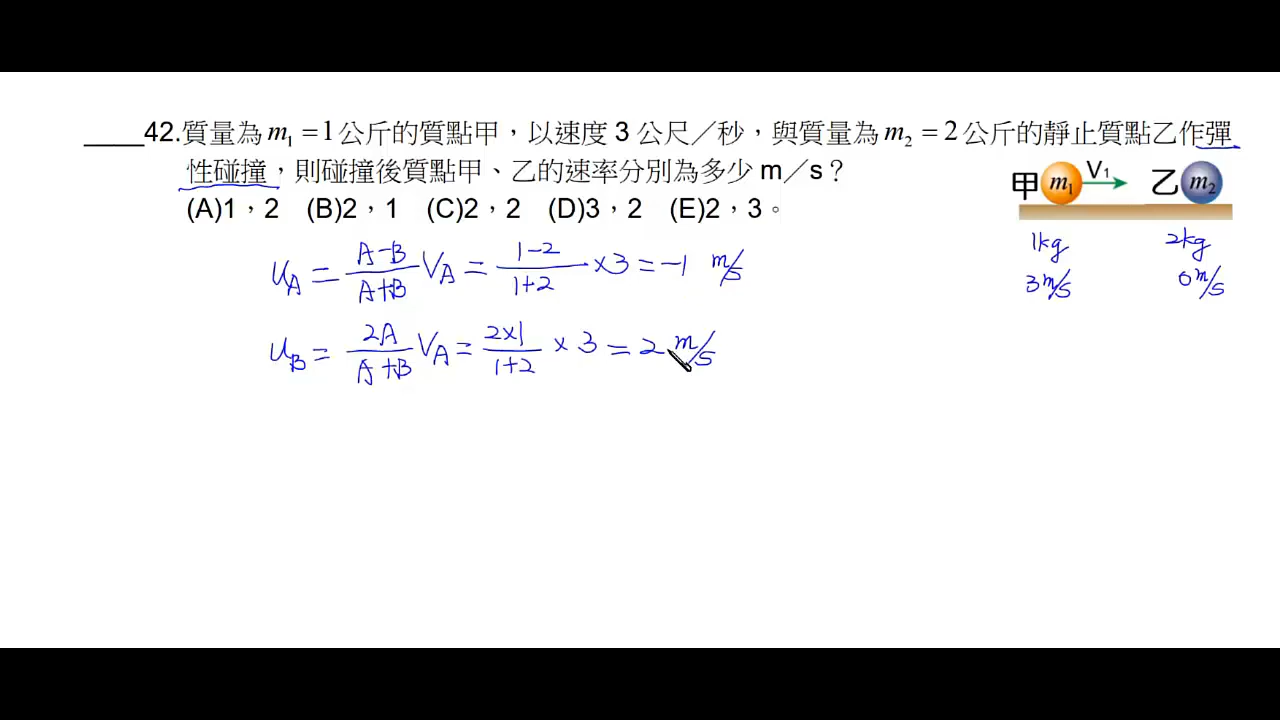 ____42.質量為 m₁ = 1 公斤的質點甲，以速度 3 公尺／秒，與質量為 m₂ = 2 公斤的靜止質點乙作彈
性碰撞，則碰撞後質點甲、乙的速率分別為多少 m／s？
(A)1，2 (B)2，1 (C)2，2 (D)3，2 (E)2，3。
甲 m₁ V₁ 乙 m₂
1kg 2kg
3 m/s 0 m/s
u_A = (A-B)/(A+B) V_A = (1-2)/(1+2) × 3 = -1 m/s
u_B = 2A/(A+B) V_A = (2×1)/(1+2) × 3 = 2 m/s